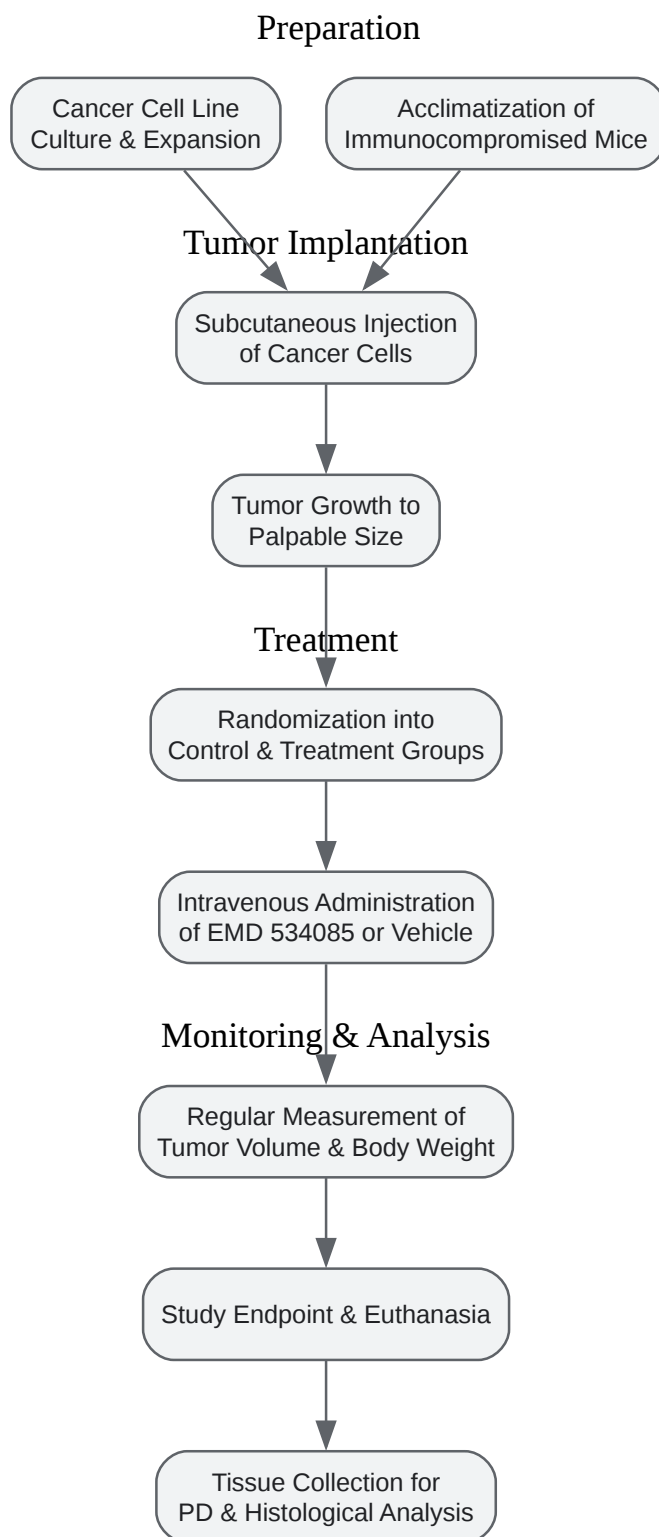 Preparation
Cancer Cell Line
Culture & Expansion
Acclimatization of
Immunocompromised Mice
Tumor Implantation
Subcutaneous Injection
of Cancer Cells
Tumor Growth to
Palpable Size
Treatment
Randomization into
Control & Treatment Groups
Intravenous Administration
of EMD 534085 or Vehicle
Monitoring & Analysis
Regular Measurement of
Tumor Volume & Body Weight
Study Endpoint & Euthanasia
Tissue Collection for
PD & Histological Analysis